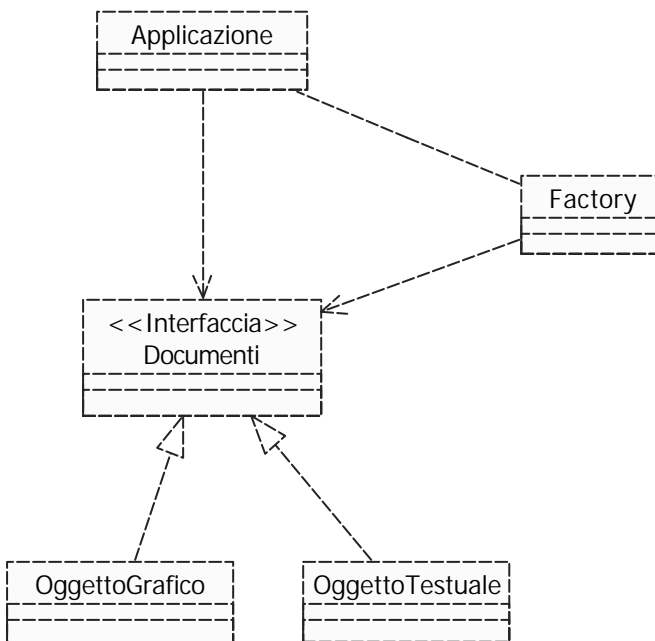 Applicazione
Factory
<<Interfaccia>>
Documenti
OggettoGrafico
OggettoTestuale